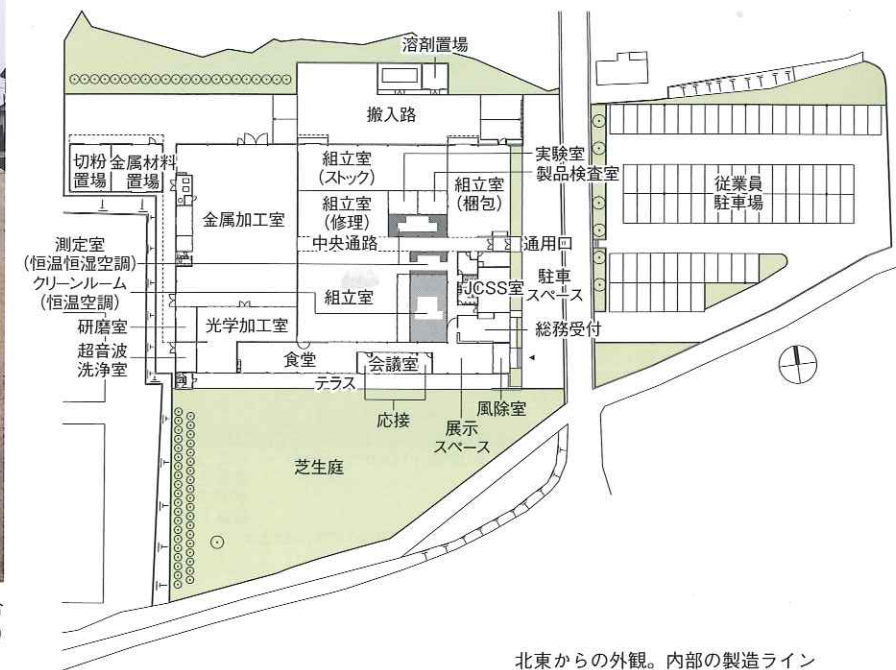 溶剤置場
搬入路
切粉
置場
金属材料
置場
組立室
(ストック)
実験室
製品検査室
組立室
(梱包)
従業員
駐車場
金属加工室
組立室
(修理)
中央通路
通用口
測定室
(恒温恒湿空調)
クリーンルーム
(恒温空調)
組立室
JCSS室
駐車
スペース
研磨室
光学加工室
総務受付
超音波
洗浄室
食堂
会議室
テラス
応接
展示
スペース
風除室
芝生庭
北東からの外観。内部の製造ライン